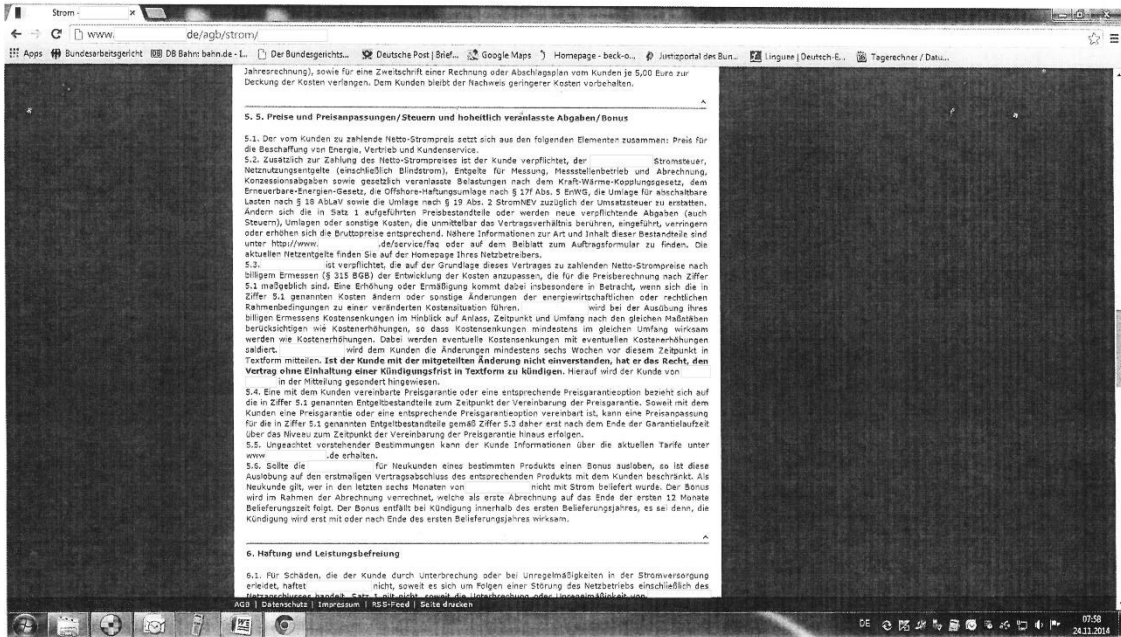 Strom -
www. de/agb/strom/
Apps Bundesarbeitsgericht DB Bahn: bahn.de - I... Der Bundesgerichts... Deutsche Post | Brief... Google Maps Homepage - beck-o... Justizportal des Bun... Linguee | Deutsch-E... Tagerechner / Datu...
Jahresrechnung), sowie für eine Zweitschrift einer Rechnung oder Abschlagsplan vom Kunden je 5,00 Euro zur
Deckung der Kosten verlangen. Dem Kunden bleibt der Nachweis geringerer Kosten vorbehalten.
5. 5. Preise und Preisanpassungen/Steuern und hoheitlich veranlasste Abgaben/Bonus
5.1. Der vom Kunden zu zahlende Netto-Strompreis setzt sich aus den folgenden Elementen zusammen: Preis für
die Beschaffung von Energie, Vertrieb und Kundenservice.
5.2. Zusätzlich zur Zahlung des Netto-Strompreises ist der Kunde verpflichtet, der Stromsteuer,
Netznutzungsentgelte (einschließlich Blindstrom), Entgelte für Messung, Messstellenbetrieb und Abrechnung,
Konzessionsabgaben sowie gesetzlich veranlasste Belastungen nach dem Kraft-Wärme-Kopplungsgesetz, dem
Erneuerbare-Energien-Gesetz, die Offshore-Haftungsumlage nach § 17f Abs. 5 EnWG, die Umlage für abschaltbare
Lasten nach § 18 AbLaV sowie die Umlage nach § 19 Abs. 2 StromNEV zuzüglich der Umsatzsteuer zu erstatten.
Ändern sich die in Satz 1 aufgeführten Preisbestandteile oder werden neue verpflichtende Abgaben (auch
Steuern), Umlagen oder sonstige Kosten, die unmittelbar das Vertragsverhältnis berühren, eingeführt, verringern
oder erhöhen sich die Bruttopreise entsprechend. Nähere Informationen zur Art und Inhalt dieser Bestandteile sind
unter http://www. .de/service/faq oder auf dem Beiblatt zum Auftragsformular zu finden. Die
aktuellen Netzentgelte finden Sie auf der Homepage Ihres Netzbetreibers.
5.3. ist verpflichtet, die auf der Grundlage dieses Vertrages zu zahlenden Netto-Strompreise nach
billigem Ermessen (§ 315 BGB) der Entwicklung der Kosten anzupassen, die für die Preisberechnung nach Ziffer
5.1 maßgeblich sind. Eine Erhöhung oder Ermäßigung kommt dabei insbesondere in Betracht, wenn sich die in
Ziffer 5.1 genannten Kosten ändern oder sonstige Änderungen der energiewirtschaftlichen oder rechtlichen
Rahmenbedingungen zu einer veränderten Kostensituation führen. wird bei der Ausübung ihres
billigen Ermessens Kostensenkungen im Hinblick auf Anlass, Zeitpunkt und Umfang nach den gleichen Maßstäben
berücksichtigen wie Kostenerhöhungen, so dass Kostensenkungen mindestens im gleichen Umfang wirksam
werden wie Kostenerhöhungen. Dabei werden eventuelle Kostensenkungen mit eventuellen Kostenerhöhungen
saldiert. wird dem Kunden die Änderungen mindestens sechs Wochen vor diesem Zeitpunkt in
Textform mitteilen. Ist der Kunde mit der mitgeteilten Änderung nicht einverstanden, hat er das Recht, den
Vertrag ohne Einhaltung einer Kündigungsfrist in Textform zu kündigen. Hierauf wird der Kunde von
in der Mitteilung gesondert hingewiesen.
5.4. Eine mit dem Kunden vereinbarte Preisgarantie oder eine entsprechende Preisgarantieoption bezieht sich auf
die in Ziffer 5.1 genannten Entgeltbestandteile zum Zeitpunkt der Vereinbarung der Preisgarantie. Soweit mit dem
Kunden eine Preisgarantie oder eine entsprechende Preisgarantieoption vereinbart ist, kann eine Preisanpassung
für die in Ziffer 5.1 genannten Entgeltbestandteile gemäß Ziffer 5.3 daher erst nach dem Ende der Garantielaufzeit
über das Niveau zum Zeitpunkt der Vereinbarung der Preisgarantie hinaus erfolgen.
5.5. Ungeachtet vorstehender Bestimmungen kann der Kunde Informationen über die aktuellen Tarife unter
www .de erhalten.
5.6. Sollte die für Neukunden eines bestimmten Produkts einen Bonus ausloben, so ist diese
Auslobung auf den erstmaligen Vertragsabschluss des entsprechenden Produkts mit dem Kunden beschränkt. Als
Neukunde gilt, wer in den letzten sechs Monaten von nicht mit Strom beliefert wurde. Der Bonus
wird im Rahmen der Abrechnung verrechnet, welche als erste Abrechnung auf das Ende der ersten 12 Monate
Belieferungszeit folgt. Der Bonus entfällt bei Kündigung innerhalb des ersten Belieferungsjahres, es sei denn, die
Kündigung wird erst mit oder nach Ende des ersten Belieferungsjahres wirksam.
6. Haftung und Leistungsbefreiung
6.1. Für Schäden, die der Kunde durch Unterbrechung oder bei Unregelmäßigkeiten in der Stromversorgung
erleidet, haftet nicht, soweit es sich um Folgen einer Störung des Netzbetriebs einschließlich des
Netzanschlusses handelt. Satz 1 gilt nicht, soweit die Unterbrechung oder Unregelmäßigkeit von
AGB | Datenschutz | Impressum | RSS-Feed | Seite drucken
DE 07:58
24.11.2014